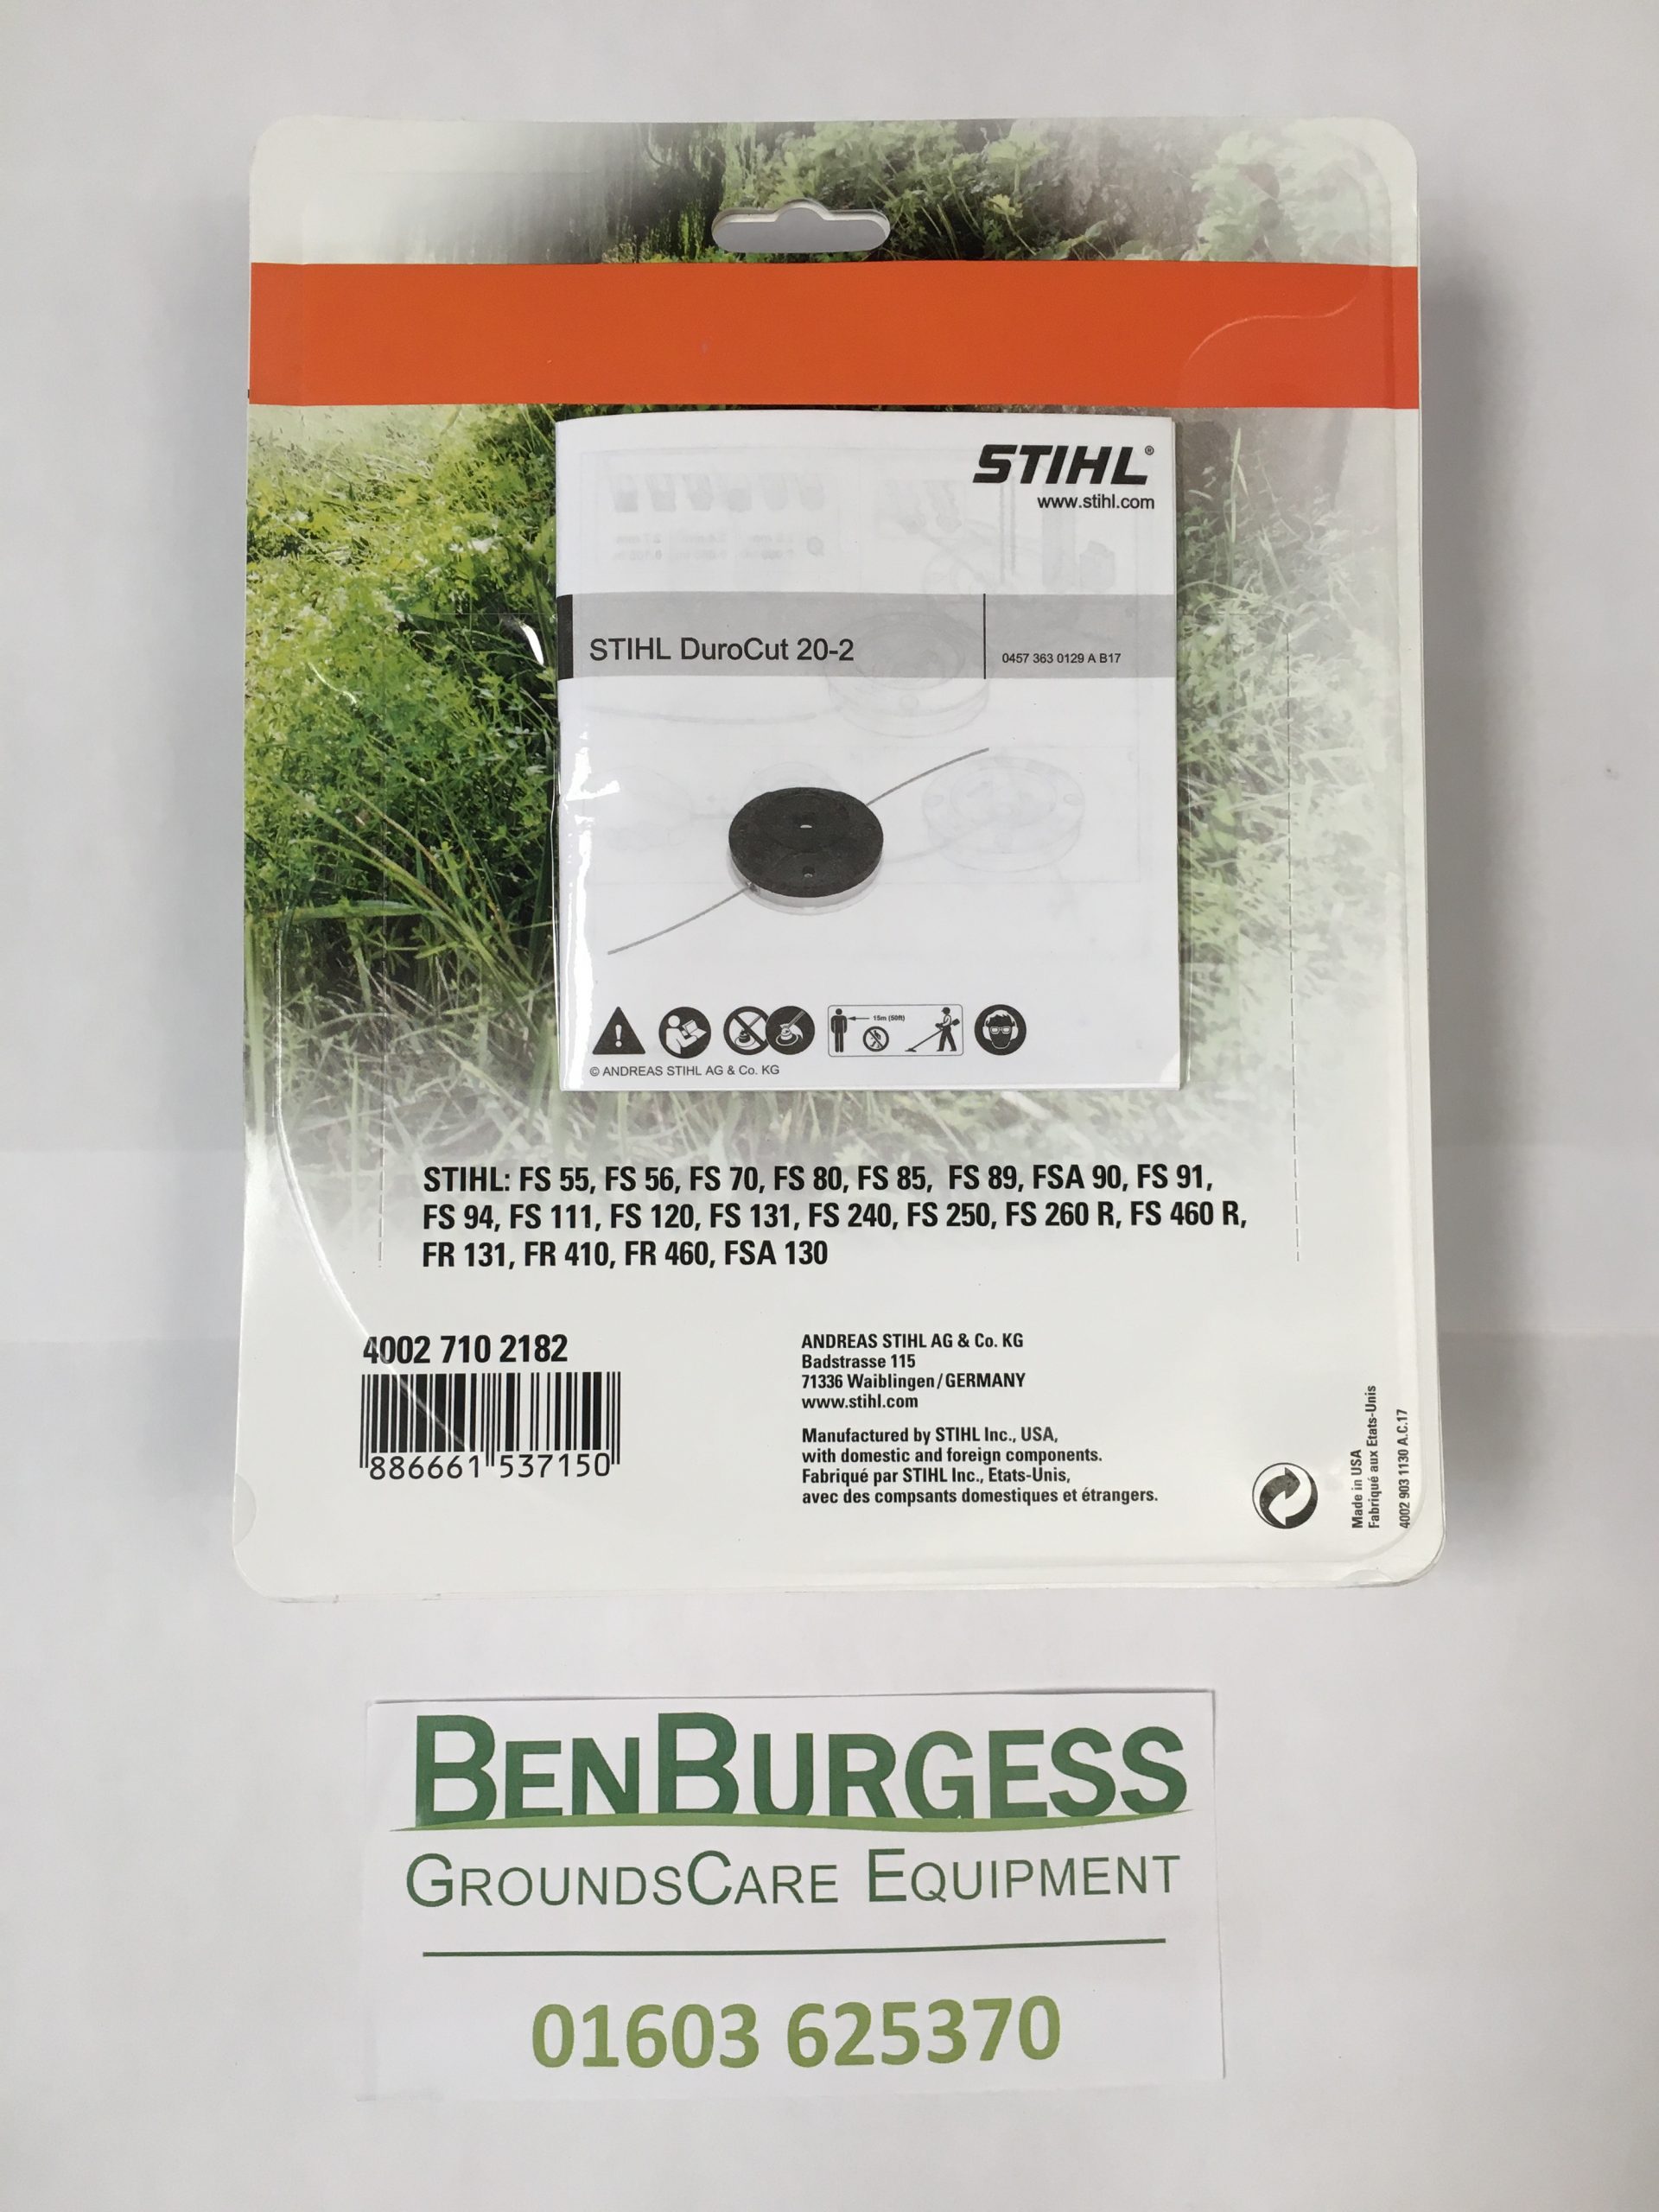 STIHL®
www.stihl.com
STIHL DuroCut 20-2
0457 363 0129 A B17
15m (50ft)
© ANDREAS STIHL AG & Co. KG
STIHL: FS 55, FS 56, FS 70, FS 80, FS 85, FS 89, FSA 90, FS 91,
FS 94, FS 111, FS 120, FS 131, FS 240, FS 250, FS 260 R, FS 460 R,
FR 131, FR 410, FR 460, FSA 130
4002 710 2182
886661 537150
ANDREAS STIHL AG & Co. KG
Badstrasse 115
71336 Waiblingen/GERMANY
www.stihl.com
Manufactured by STIHL Inc., USA,
with domestic and foreign components.
Fabriqué par STIHL Inc., Etats-Unis,
avec des compsants domestiques et étrangers.
Made in USA
Fabriqué aux Etats-Unis
4002 903 1130 A.C.17
BENBURGESS
GROUNDSCARE EQUIPMENT
01603 625370